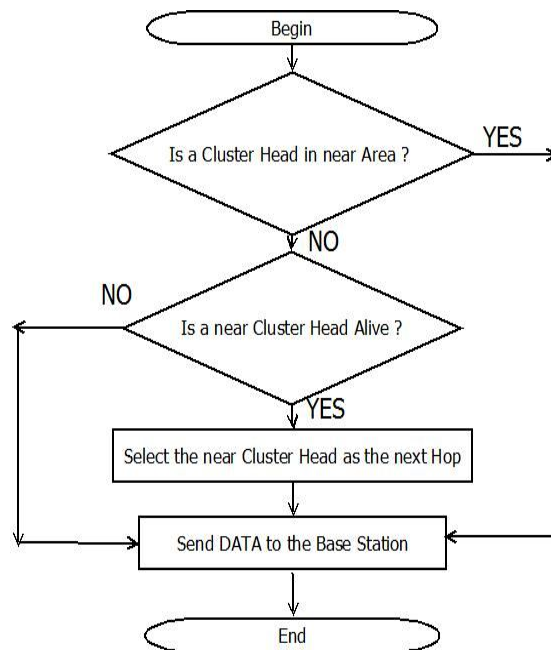 Begin
Is a Cluster Head in near Area ?
YES
NO
NO
Is a near Cluster Head Alive ?
YES
Select the near Cluster Head as the next Hop
Send DATA to the Base Station
End